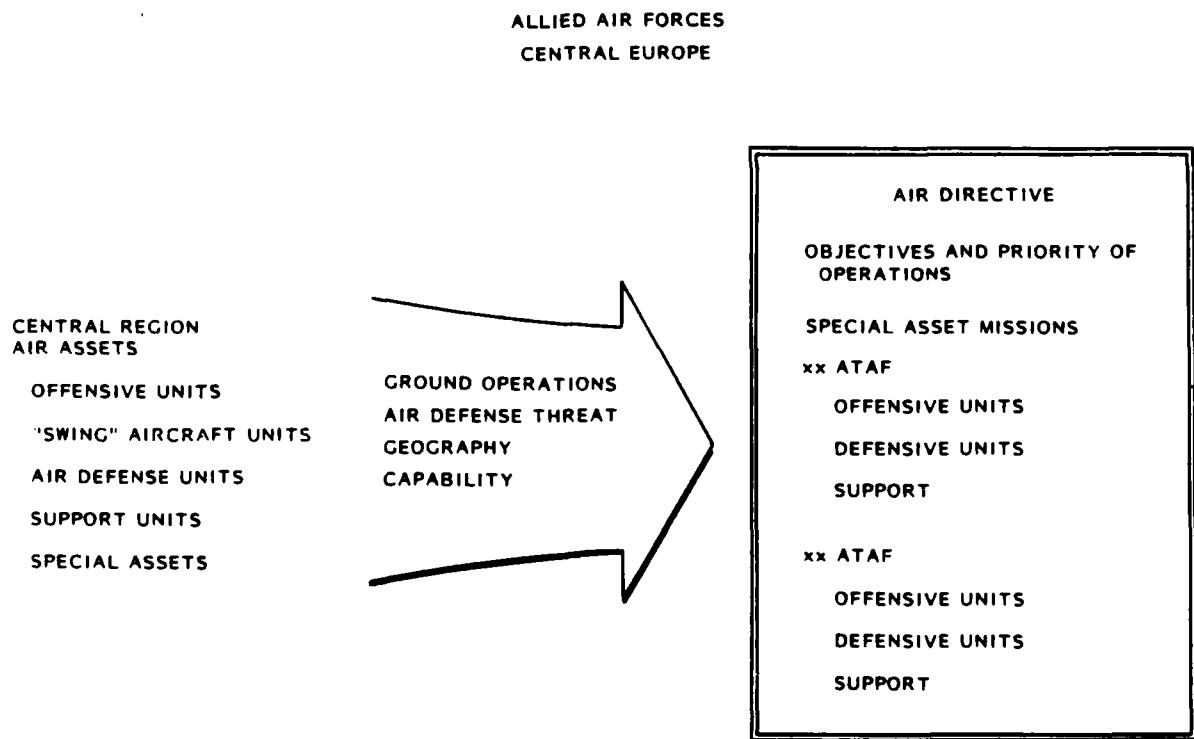 ALLIED AIR FORCES
CENTRAL EUROPE
CENTRAL REGION
AIR ASSETS
OFFENSIVE UNITS
"SWING" AIRCRAFT UNITS
AIR DEFENSE UNITS
SUPPORT UNITS
SPECIAL ASSETS
GROUND OPERATIONS
AIR DEFENSE THREAT
GEOGRAPHY
CAPABILITY
AIR DIRECTIVE
OBJECTIVES AND PRIORITY OF
OPERATIONS
SPECIAL ASSET MISSIONS
xx ATAF
OFFENSIVE UNITS
DEFENSIVE UNITS
SUPPORT
xx ATAF
OFFENSIVE UNITS
DEFENSIVE UNITS
SUPPORT